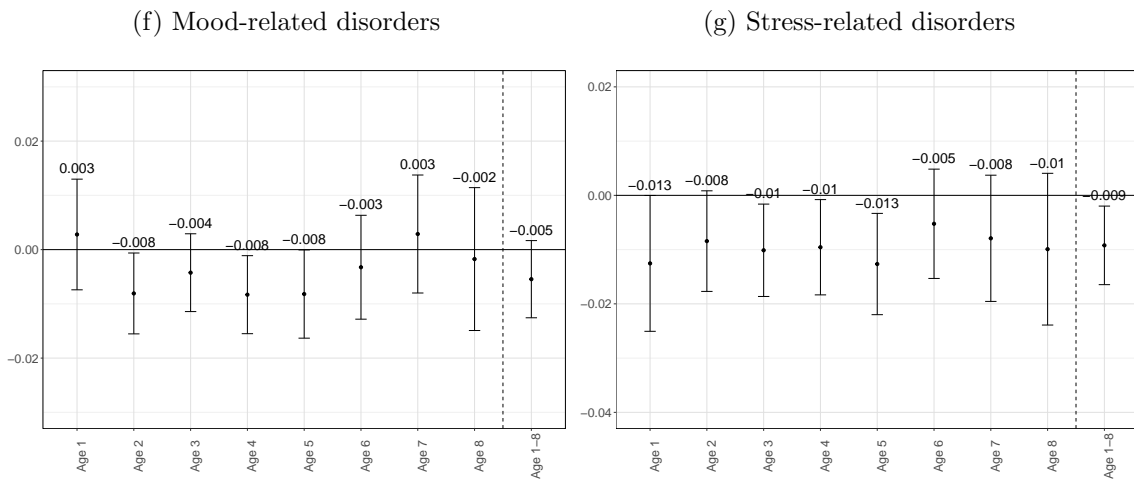 (f) Mood-related disorders
0.02
0.00
−0.02
0.003
−0.008
−0.004
−0.008
−0.008
−0.003
0.003
−0.002
−0.005
Age 1
Age 2
Age 3
Age 4
Age 5
Age 6
Age 7
Age 8
Age 1−8
(g) Stress-related disorders
0.02
0.00
−0.02
−0.04
−0.013
−0.008
−0.01
−0.01
−0.013
−0.005
−0.008
−0.01
−0.009
Age 1
Age 2
Age 3
Age 4
Age 5
Age 6
Age 7
Age 8
Age 1−8